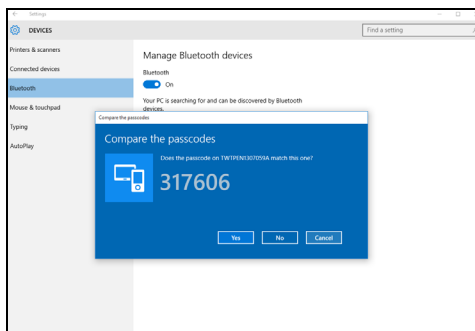 Settings
DEVICES
Find a setting
Printers & scanners
Connected devices
Bluetooth
Mouse & touchpad
Typing
AutoPlay
Manage Bluetooth devices
Bluetooth
On
Your PC is searching for and can be discovered by Bluetooth
devices.
Compare the passcodes
Compare the passcodes
Does the passcode on TWTPEN1307059A match this one?
317606
Yes No Cancel